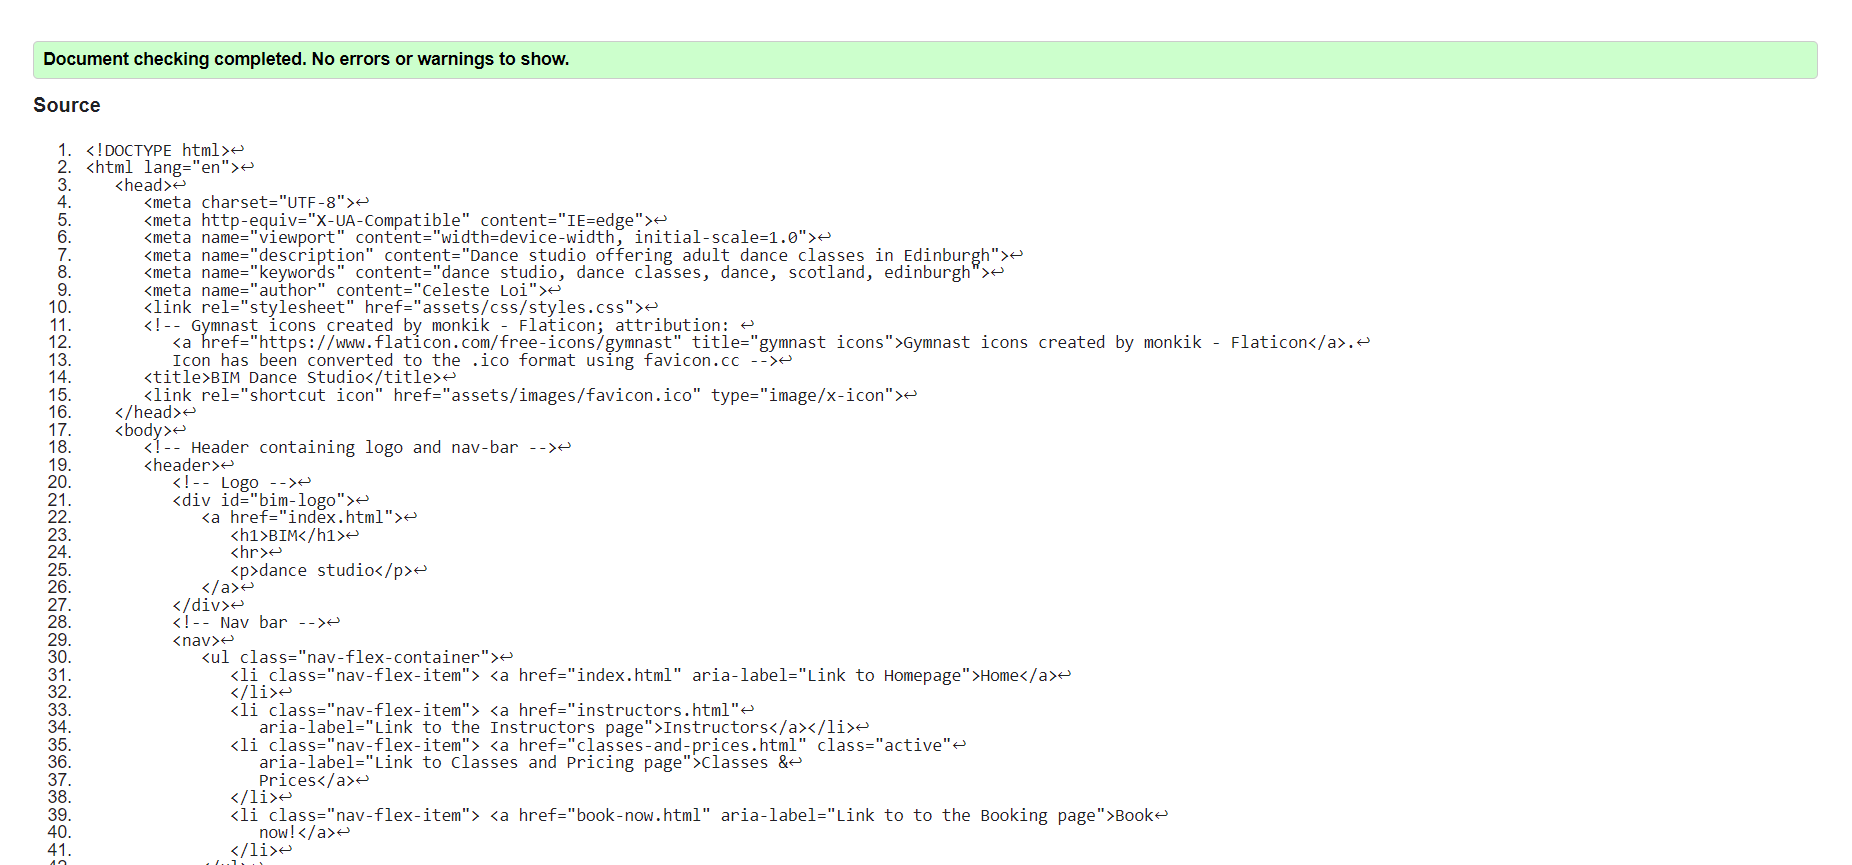 Document checking completed. No errors or warnings to show.
Source
1. <!DOCTYPE html>↩
2. <html lang="en">↩
3. <head>↩
4. <meta charset="UTF-8">↩
5. <meta http-equiv="X-UA-Compatible" content="IE=edge">↩
6. <meta name="viewport" content="width=device-width, initial-scale=1.0">↩
7. <meta name="description" content="Dance studio offering adult dance classes in Edinburgh">↩
8. <meta name="keywords" content="dance studio, dance classes, dance, scotland, edinburgh">↩
9. <meta name="author" content="Celeste Loi">↩
10. <link rel="stylesheet" href="assets/css/styles.css">↩
11. <!-- Gymnast icons created by monkik - Flaticon; attribution: ↩
12. <a href="https://www.flaticon.com/free-icons/gymnast" title="gymnast icons">Gymnast icons created by monkik - Flaticon</a>.↩
13. Icon has been converted to the .ico format using favicon.cc -->↩
14. <title>BIM Dance Studio</title>↩
15. <link rel="shortcut icon" href="assets/images/favicon.ico" type="image/x-icon">↩
16. </head>↩
17. <body>↩
18. <!-- Header containing logo and nav-bar -->↩
19. <header>↩
20. <!-- Logo -->↩
21. <div id="bim-logo">↩
22. <a href="index.html">↩
23. <h1>BIM</h1>↩
24. <hr>↩
25. <p>dance studio</p>↩
26. </a>↩
27. </div>↩
28. <!-- Nav bar -->↩
29. <nav>↩
30. <ul class="nav-flex-container">↩
31. <li class="nav-flex-item"> <a href="index.html" aria-label="Link to Homepage">Home</a>↩
32. </li>↩
33. <li class="nav-flex-item"> <a href="instructors.html"↩
34. aria-label="Link to the Instructors page">Instructors</a></li>↩
35. <li class="nav-flex-item"> <a href="classes-and-prices.html" class="active"↩
36. aria-label="Link to Classes and Pricing page">Classes &↩
37. Prices</a>↩
38. </li>↩
39. <li class="nav-flex-item"> <a href="book-now.html" aria-label="Link to to the Booking page">Book↩
40. now!</a>↩
41. </li>↩